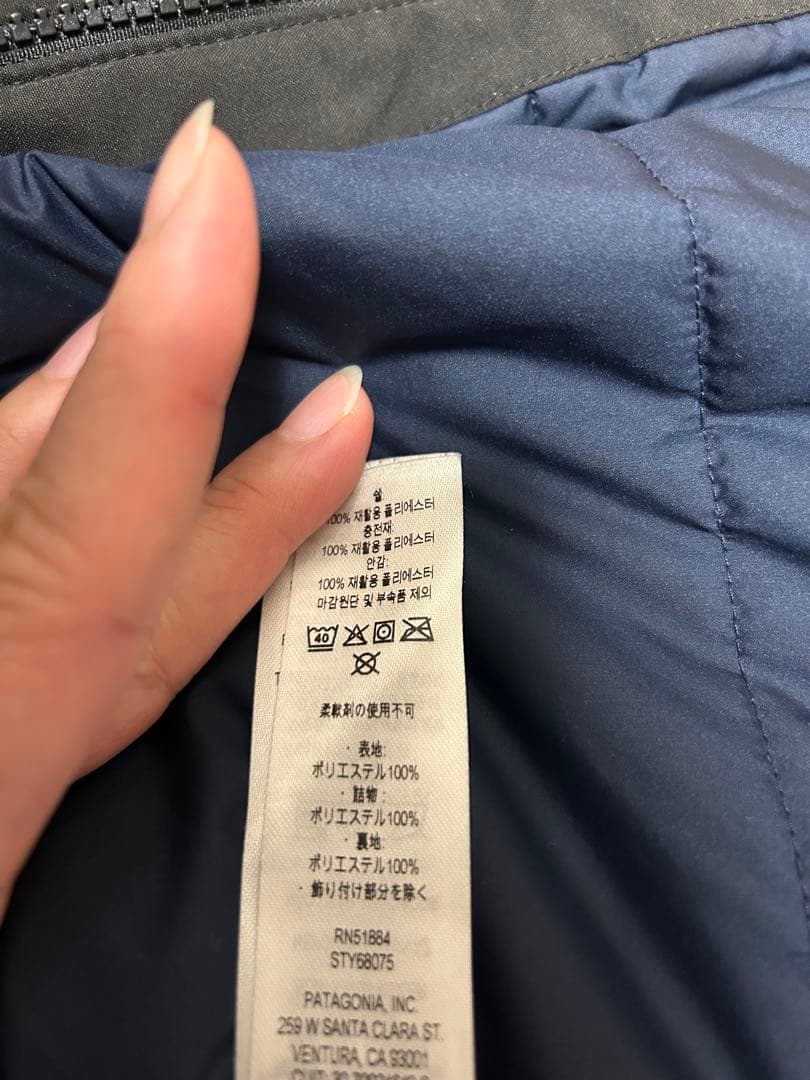 쉘
100% 재활용 폴리에스터
충전재:
100% 재활용 폴리에스터
안감:
100% 재활용 폴리에스터
마감원단 및 부속품 제외
40
柔軟剤の使用不可
・表地:
ポリエステル100%
・詰物:
ポリエステル100%
・裏地:
ポリエステル100%
・飾り付け部分を除く
RN51884
STY68075
PATAGONIA, INC.
259 W SANTA CLARA ST.
VENTURA, CA 93001